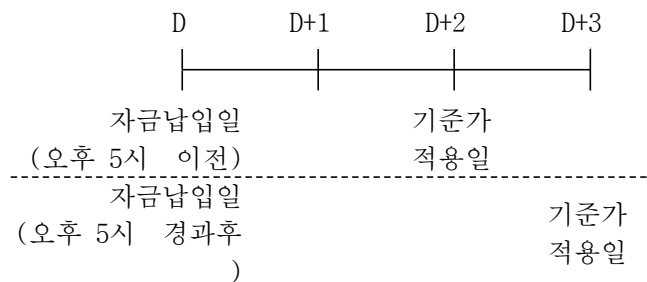 D D+1 D+2 D+3
자금납입일 기준가
(오후 5시 이전) 적용일
자금납입일
(오후 5시 경과후
)
기준가
적용일